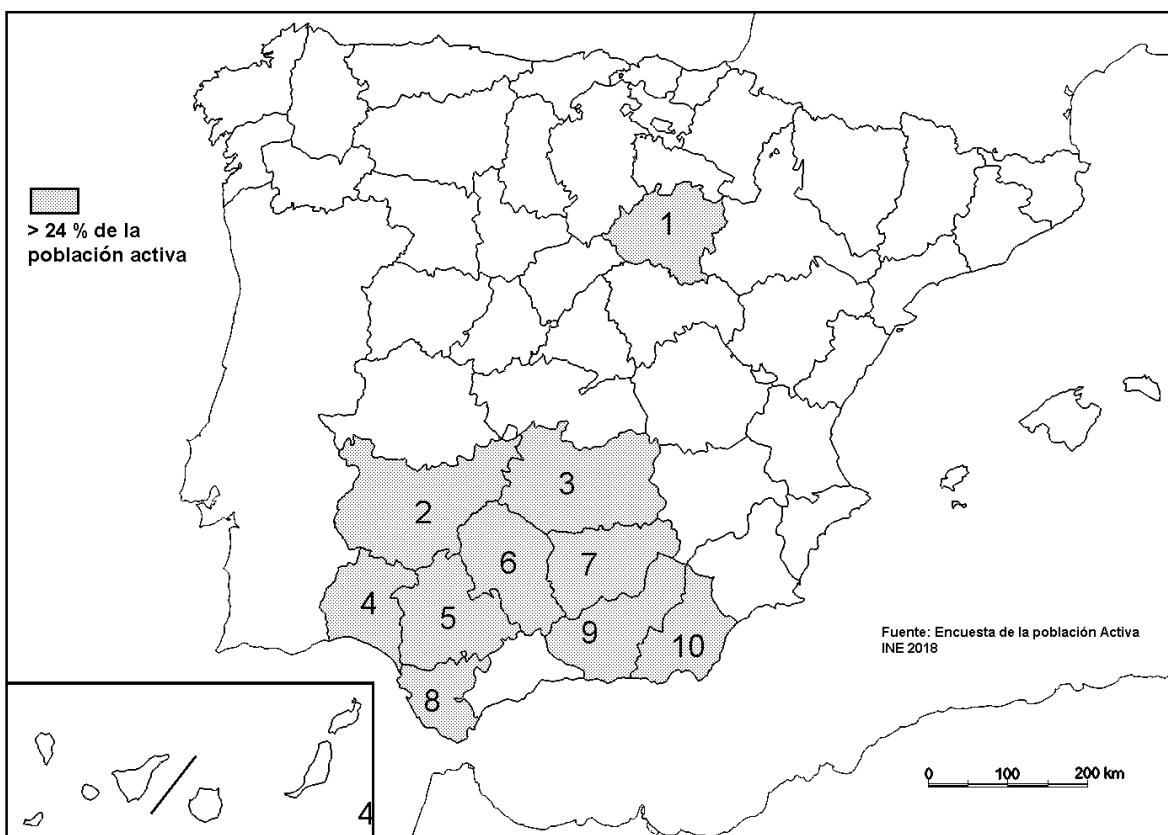 1
> 24 % de la
población activa
3
2
6
7
4
5
9
10
Fuente: Encuesta de la población Activa
INE 2018
8
0 100 200 km
4